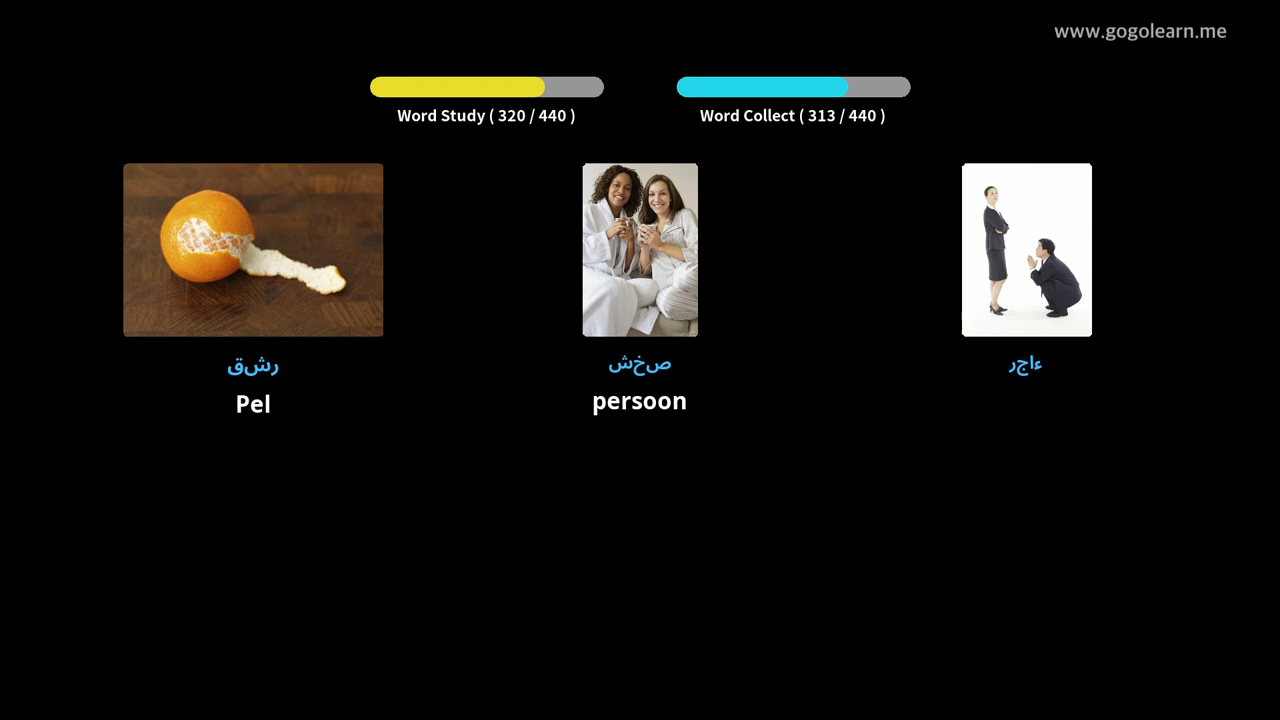 www.gogolearn.me
Word Study ( 320 / 440 )
Word Collect ( 313 / 440 )
رشق
صخش
ءاجر
Pel
persoon